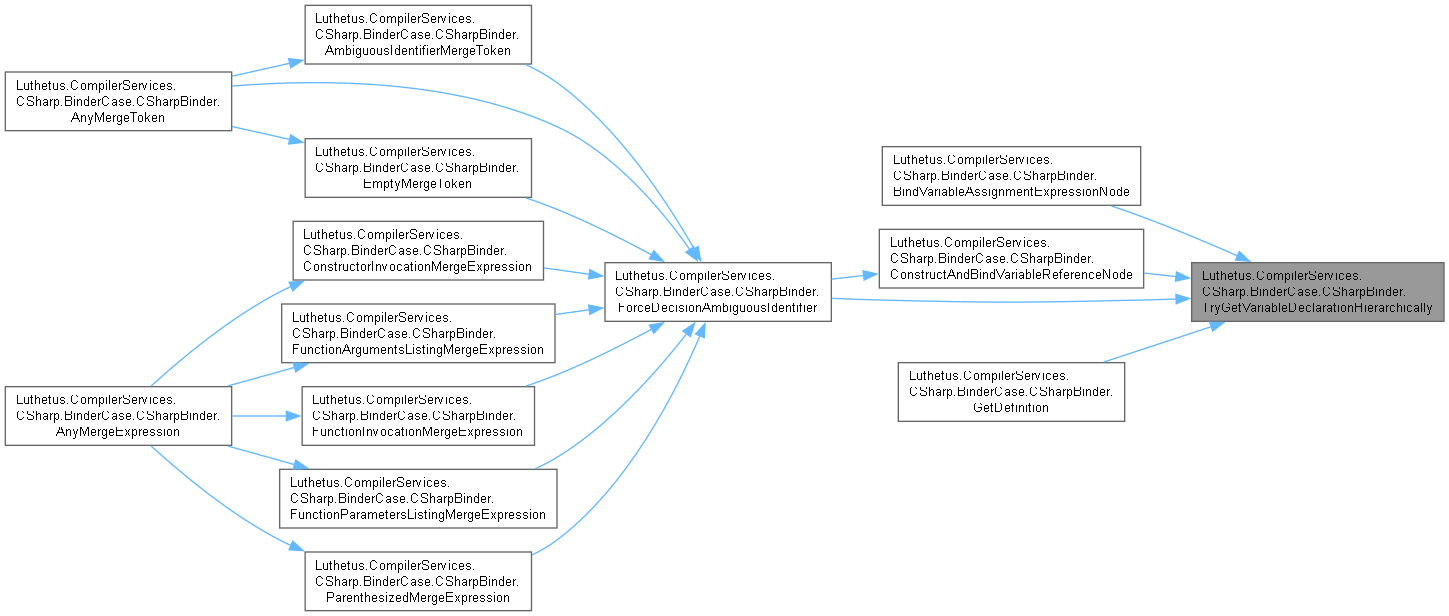 Luthetus.CompilerServices.
CSharp.BinderCase.CSharpBinder.
AmbiguousIdentifierMergeToken
Luthetus.CompilerServices.
CSharp.BinderCase.CSharpBinder.
AnyMergeToken
Luthetus.CompilerServices.
CSharp.BinderCase.CSharpBinder.
EmptyMergeToken
Luthetus.CompilerServices.
CSharp.BinderCase.CSharpBinder.
BindVariableAssignmentExpressionNode
Luthetus.CompilerServices.
CSharp.BinderCase.CSharpBinder.
ConstructorInvocationMergeExpression
Luthetus.CompilerServices.
CSharp.BinderCase.CSharpBinder.
ConstructAndBindVariableReferenceNode
Luthetus.CompilerServices.
CSharp.BinderCase.CSharpBinder.
ForceDecisionAmbiguousIdentifier
Luthetus.CompilerServices.
CSharp.BinderCase.CSharpBinder.
TryGetVariableDeclarationHierarchically
Luthetus.CompilerServices.
CSharp.BinderCase.CSharpBinder.
FunctionArgumentsListingMergeExpression
Luthetus.CompilerServices.
CSharp.BinderCase.CSharpBinder.
GetDefinition
Luthetus.CompilerServices.
CSharp.BinderCase.CSharpBinder.
AnyMergeExpression
Luthetus.CompilerServices.
CSharp.BinderCase.CSharpBinder.
FunctionInvocationMergeExpression
Luthetus.CompilerServices.
CSharp.BinderCase.CSharpBinder.
FunctionParametersListingMergeExpression
Luthetus.CompilerServices.
CSharp.BinderCase.CSharpBinder.
ParenthesizedMergeExpression